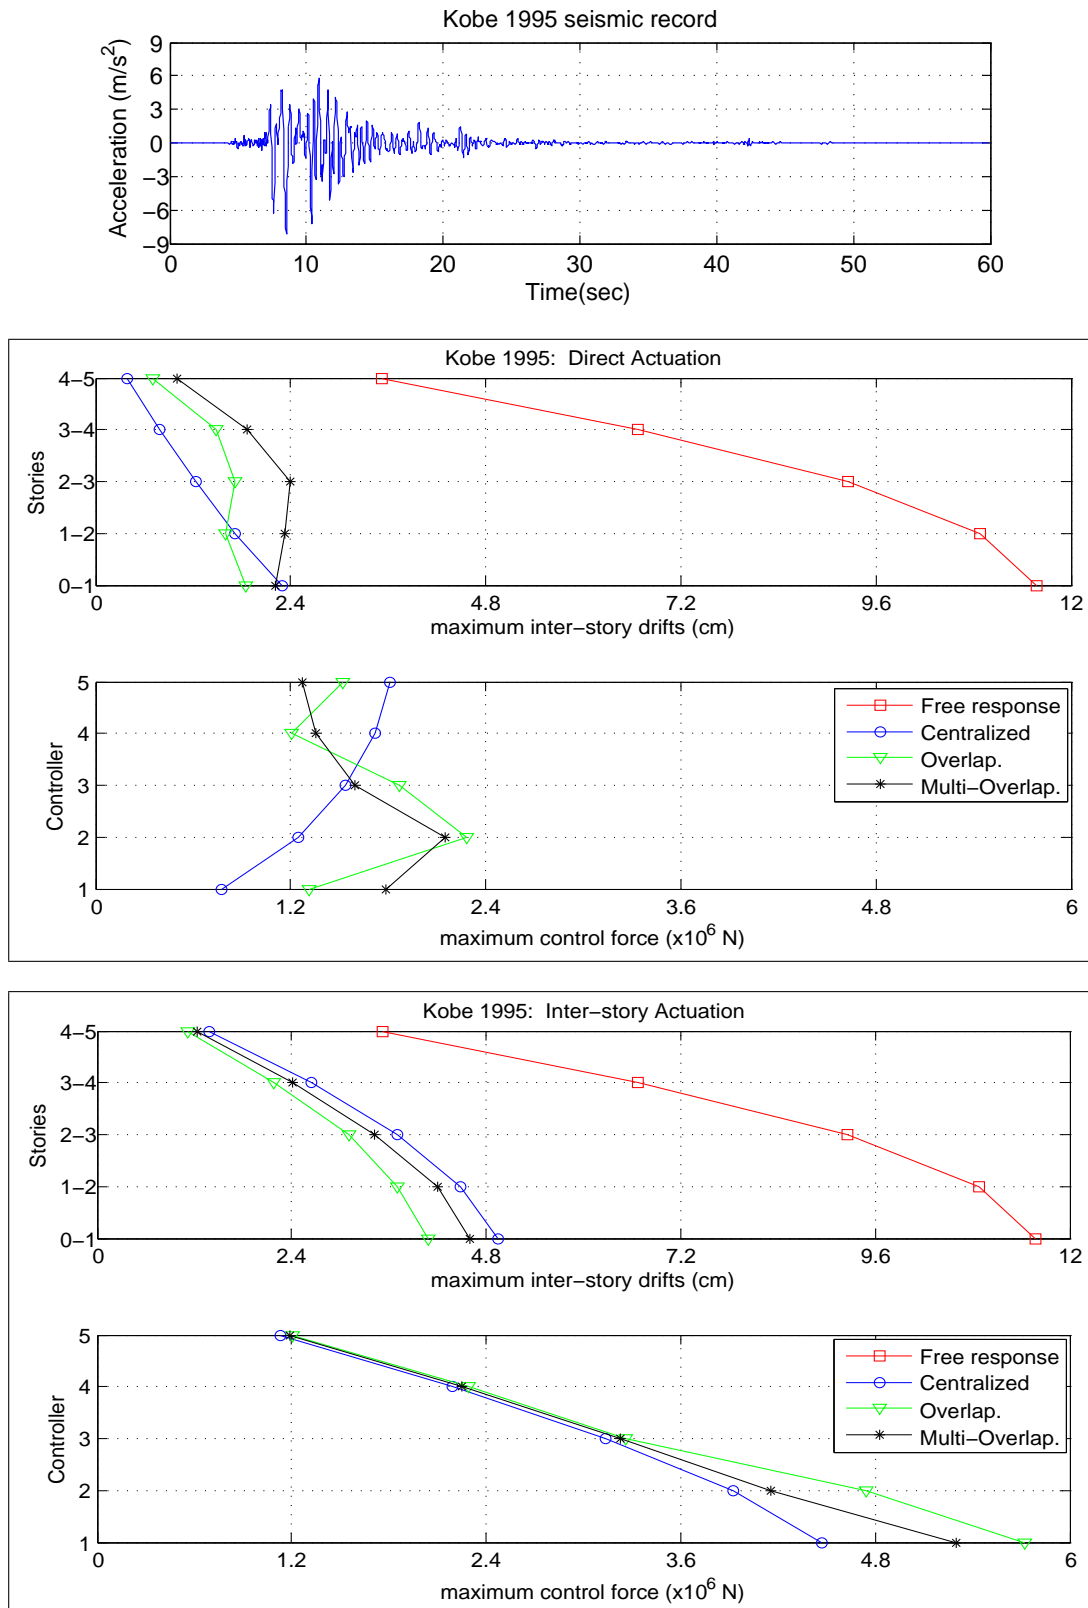 Kobe 1995 seismic record
Acceleration (m/s²)
9
6
3
0
−3
−6
−9
0 10 20 30 40 50 60
Time(sec)
Kobe 1995: Direct Actuation
Stories
4−5
3−4
2−3
1−2
0−1
0 2.4 4.8 7.2 9.6 12
maximum inter−story drifts (cm)
Controller
5
4
3
2
1
Free response
Centralized
Overlap.
Multi−Overlap.
0 1.2 2.4 3.6 4.8 6
maximum control force (x10⁶ N)
Kobe 1995: Inter−story Actuation
Stories
4−5
3−4
2−3
1−2
0−1
0 2.4 4.8 7.2 9.6 12
maximum inter−story drifts (cm)
Controller
5
4
3
2
1
Free response
Centralized
Overlap.
Multi−Overlap.
0 1.2 2.4 3.6 4.8 6
maximum control force (x10⁶ N)